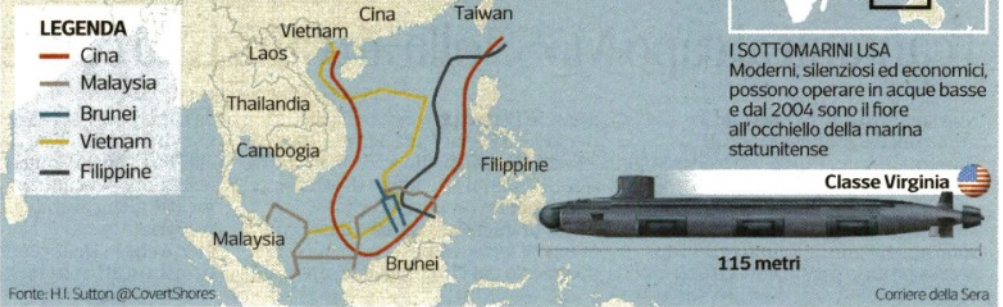 LEGENDA
Cina
Malaysia
Brunei
Vietnam
Filippine
Cina
Taiwan
Vietnam
Laos
Thailandia
Cambogia
Filippine
Malaysia
Brunei
I SOTTOMARINI USA
Moderni, silenziosi ed economici,
possono operare in acque basse
e dal 2004 sono il fiore
all'occhiello della marina
statunitense
Classe Virginia
115 metri
Fonte: H.I. Sutton @CovertShores
Corriere della Sera